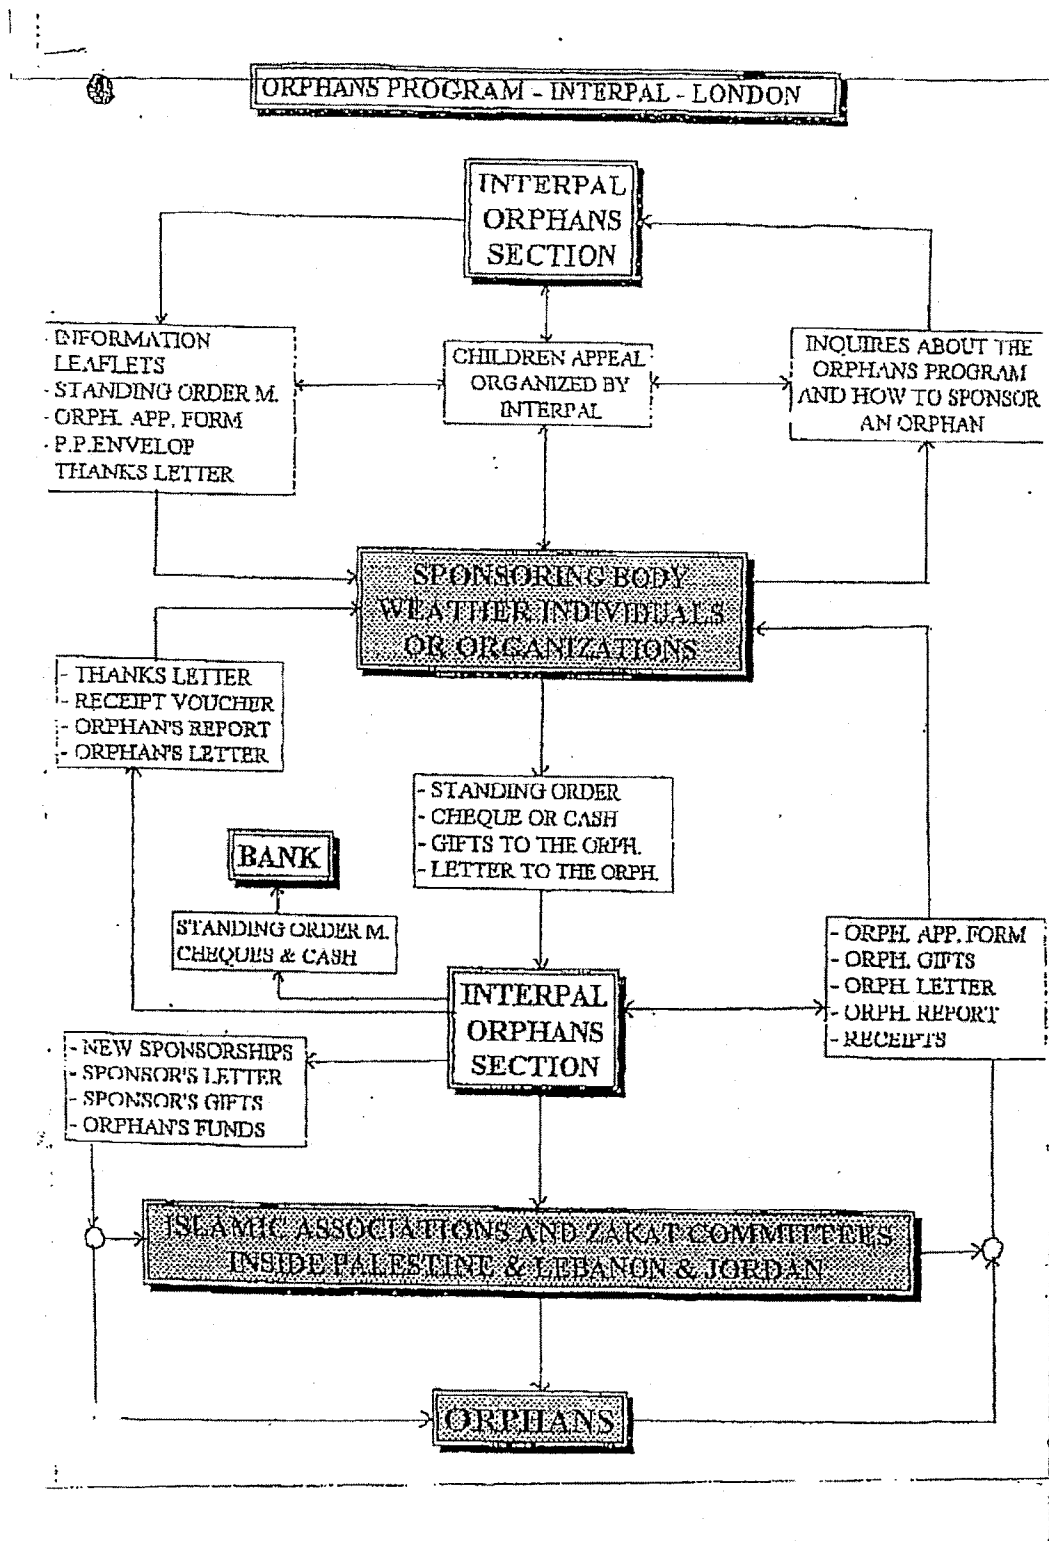 ORPHANS PROGRAM - INTERPAL - LONDON
INTERPAL
ORPHANS
SECTION
- INFORMATION
LEAFLETS
- STANDING ORDER M.
- ORPH. APP. FORM
- P.P.ENVELOP
THANKS LETTER
CHILDREN APPEAL
ORGANIZED BY
INTERPAL
INQUIRES ABOUT THE
ORPHANS PROGRAM
AND HOW TO SPONSOR
AN ORPHAN
SPONSORING BODY
WEATHER INDIVIDUALS
OR ORGANIZATIONS
- THANKS LETTER
- RECEIPT VOUCHER
- ORPHAN'S REPORT
- ORPHAN'S LETTER
- STANDING ORDER
- CHEQUE OR CASH
- GIFTS TO THE ORPH.
- LETTER TO THE ORPH.
BANK
STANDING ORDER M.
CHEQUES & CASH
INTERPAL
ORPHANS
SECTION
- ORPH. APP. FORM
- ORPH. GIFTS
- ORPH. LETTER
- ORPH. REPORT
- RECEIPTS
- NEW SPONSORSHIPS
- SPONSOR'S LETTER
- SPONSOR'S GIFTS
- ORPHAN'S FUNDS
ISLAMIC ASSOCIATIONS AND ZAKAT COMMITTEES
INSIDE PALESTINE & LEBANON & JORDAN
ORPHANS